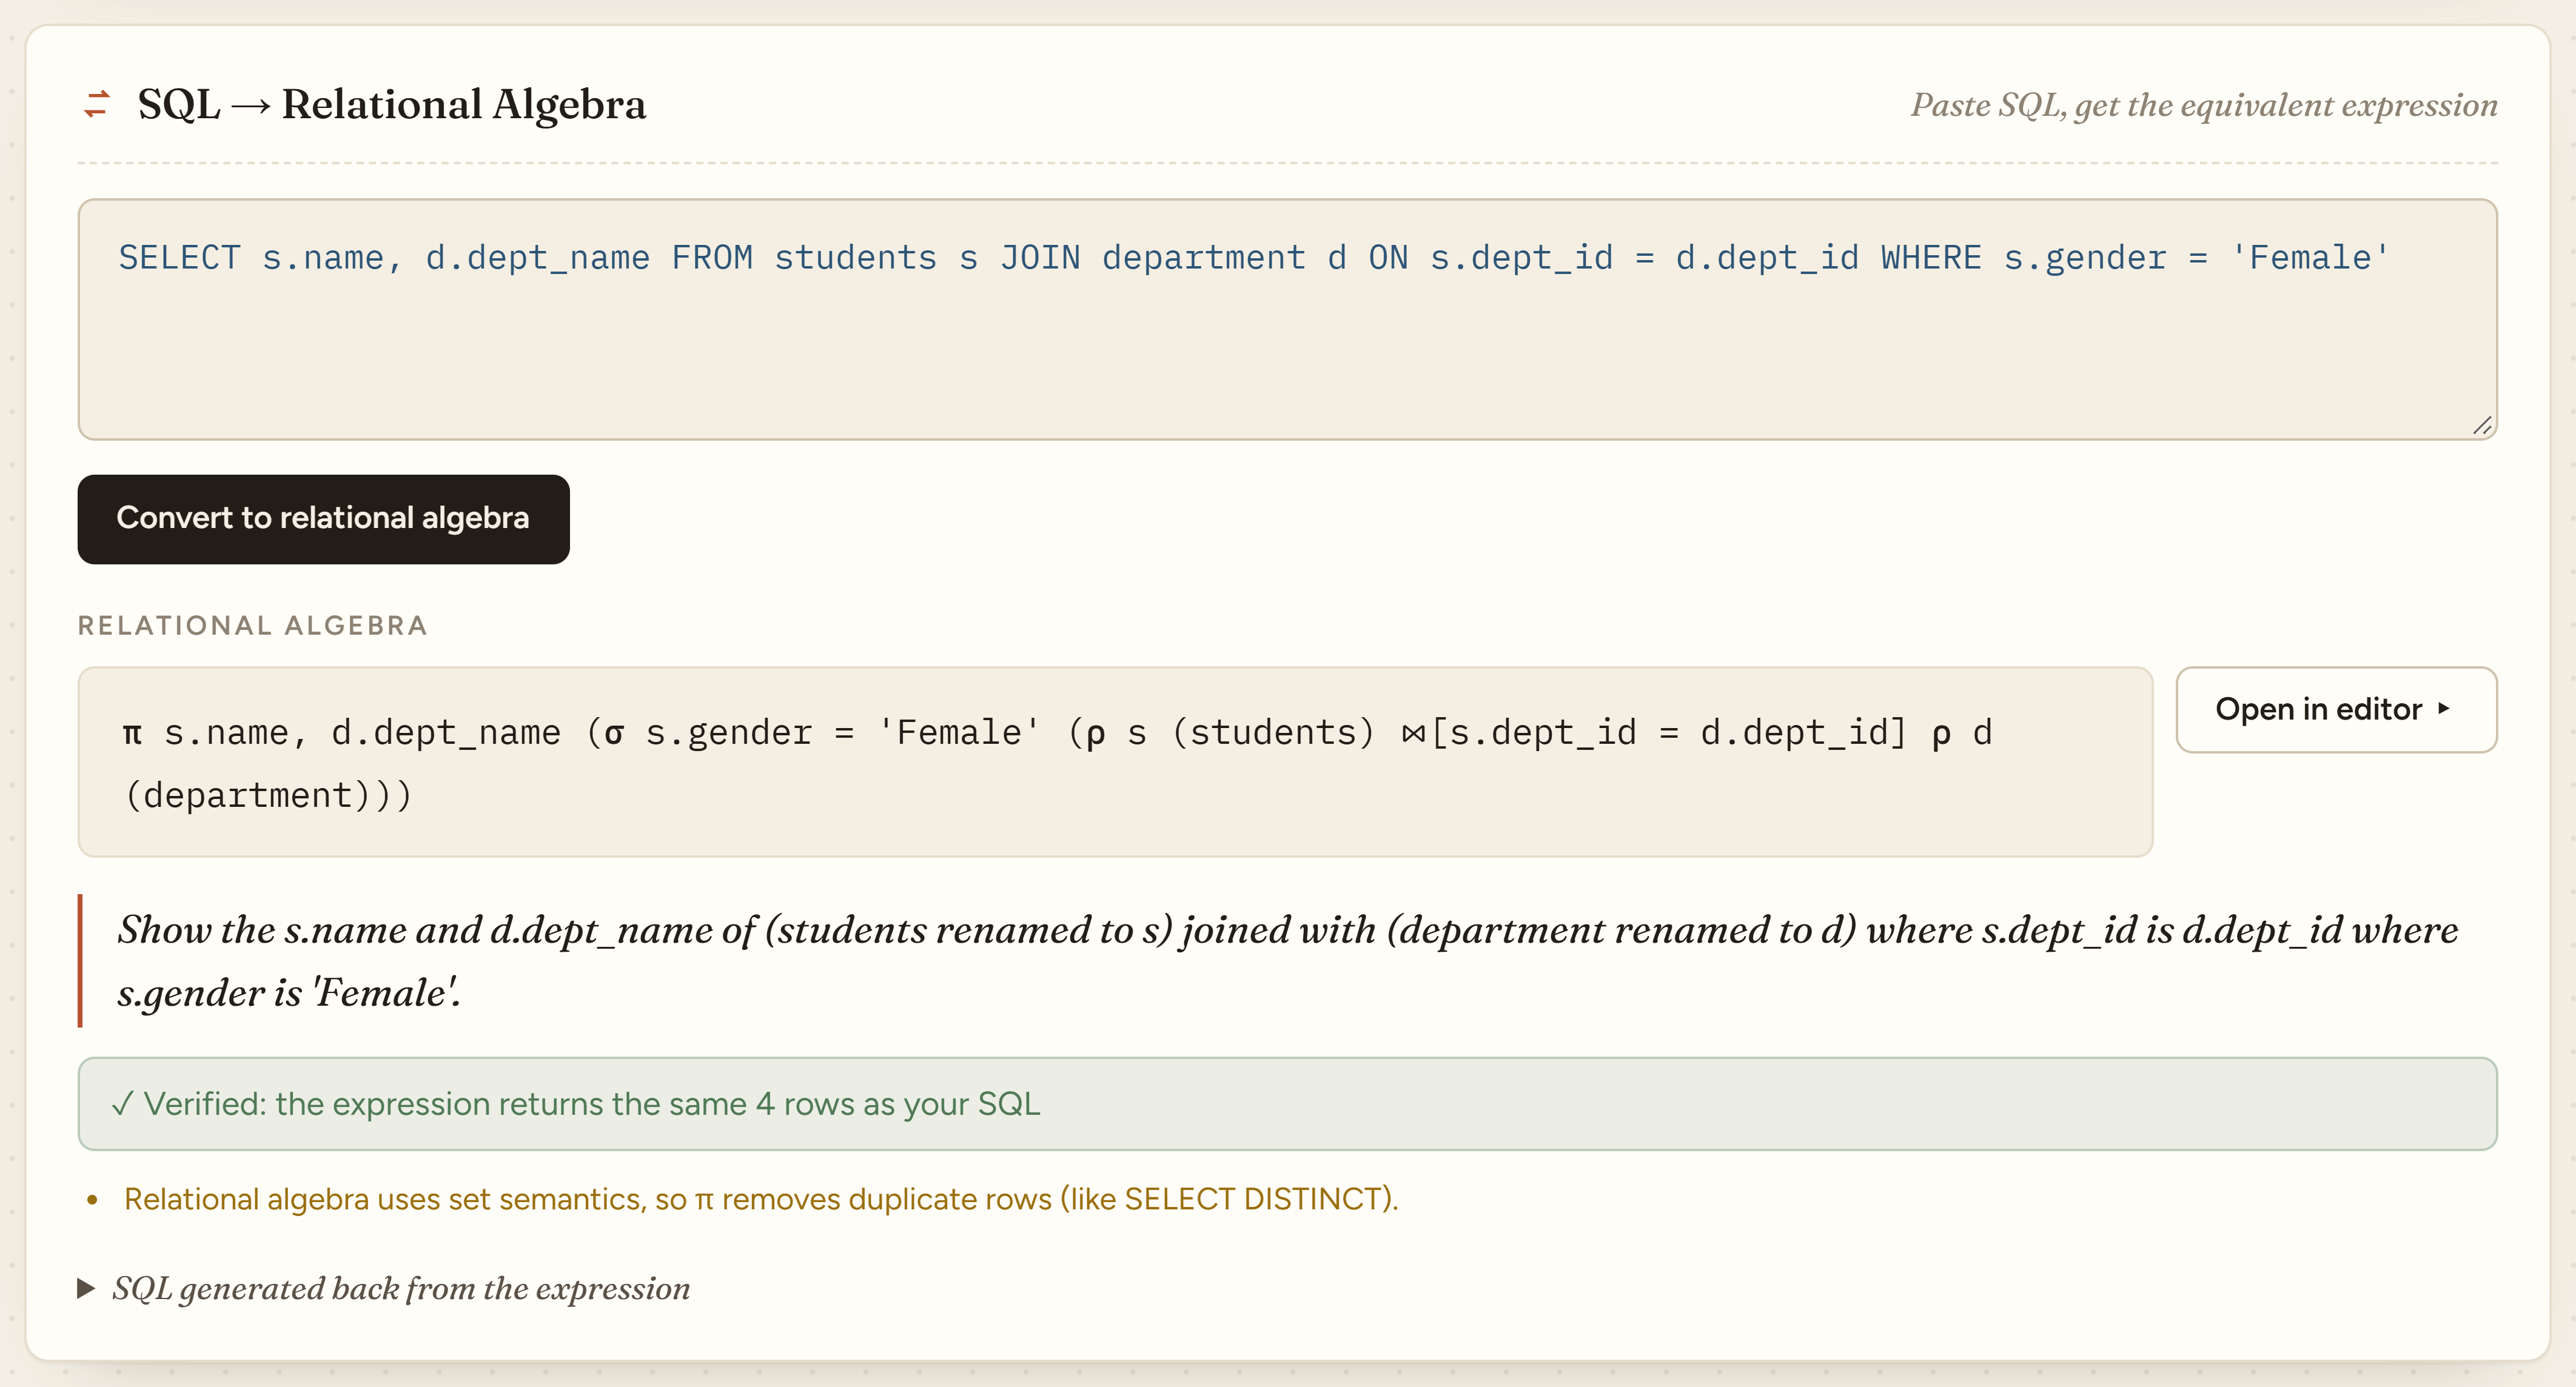 SQL → Relational Algebra
Paste SQL, get the equivalent expression
SELECT s.name, d.dept_name FROM students s JOIN department d ON s.dept_id = d.dept_id WHERE s.gender = 'Female'
Convert to relational algebra
RELATIONAL ALGEBRA
π s.name, d.dept_name (σ s.gender = 'Female' (ρ s (students) ⋈[s.dept_id = d.dept_id] ρ d
(department)))
Open in editor ▸
Show the s.name and d.dept_name of (students renamed to s) joined with (department renamed to d) where s.dept_id is d.dept_id where
s.gender is 'Female'.
✓ Verified: the expression returns the same 4 rows as your SQL
• Relational algebra uses set semantics, so π removes duplicate rows (like SELECT DISTINCT).
▶ SQL generated back from the expression